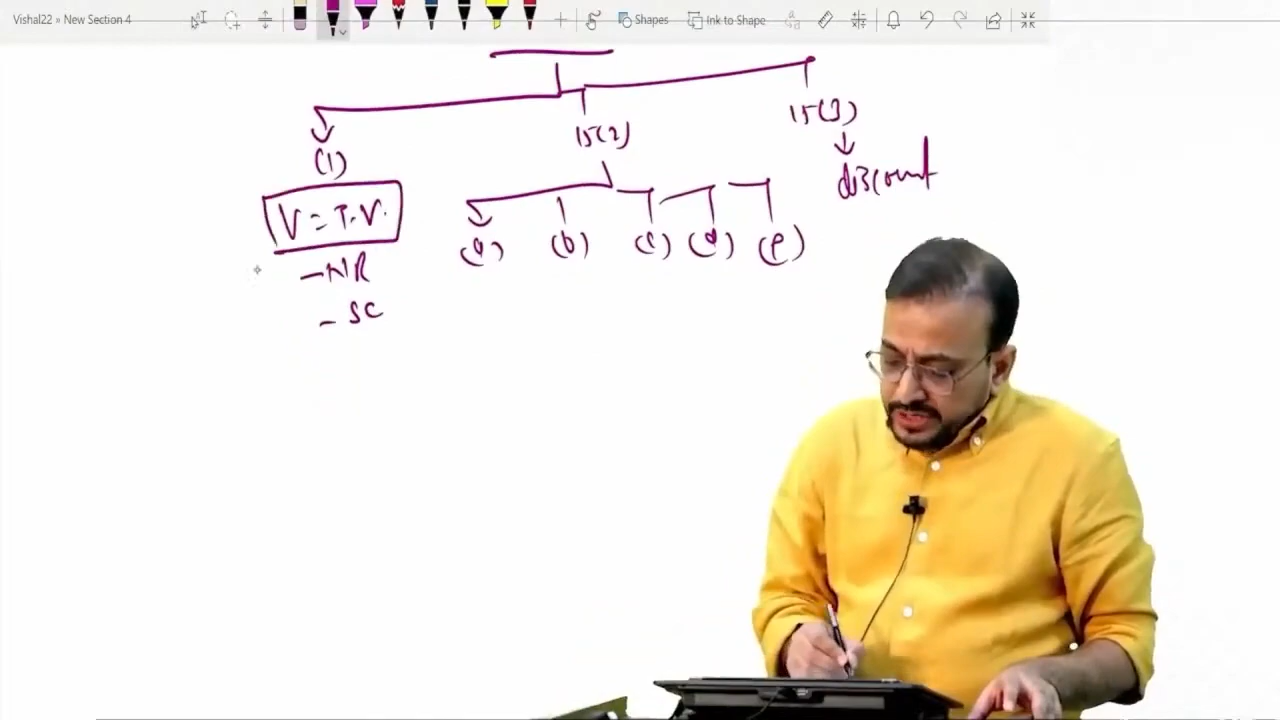 Vishal22 » New Section 4
Shapes
Ink to Shape
(1)
15(2)
15(3)
discount
V = T.V.
(a) (b) (c) (d) (e)
- NR
- SC